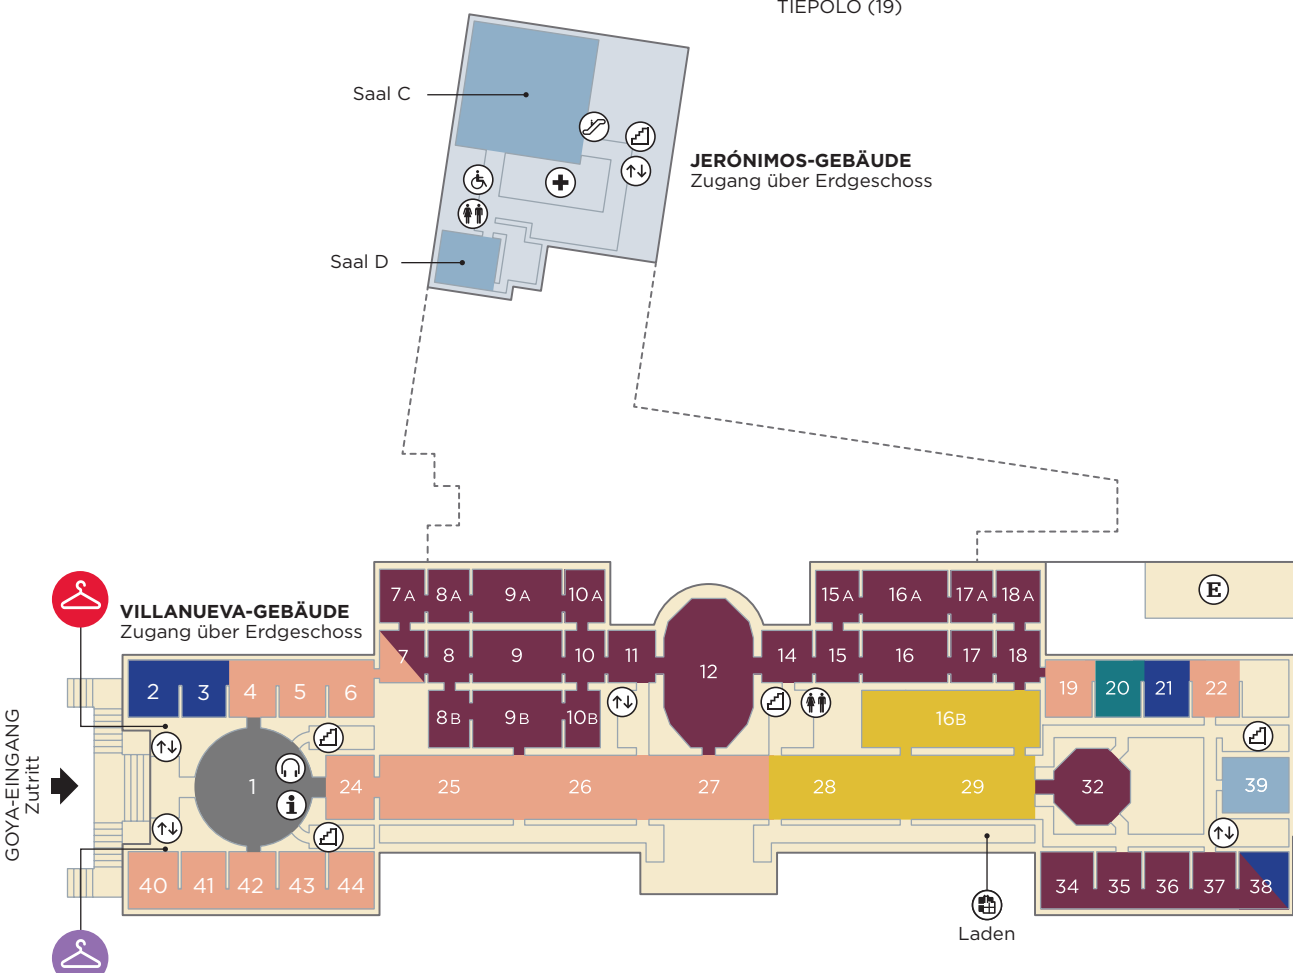 TIEPOLO (19)
Saal C
JERÓNIMOS-GEBÄUDE
Zugang über Erdgeschoss
Saal D
VILLANUEVA-GEBÄUDE
Zugang über Erdgeschoss
E
7A 8A 9A 10A
15A 16A 17A 18A
7 8 9 10 11 12 14 15 16 17 18
2 3 4 5 6
19 20 21 22
8B 9B 10B
16B
GOYA-EINGANG
Zutritt
1 24 25 26 27 28 29 32 39
i
40 41 42 43 44
34 35 36 37 38
Laden